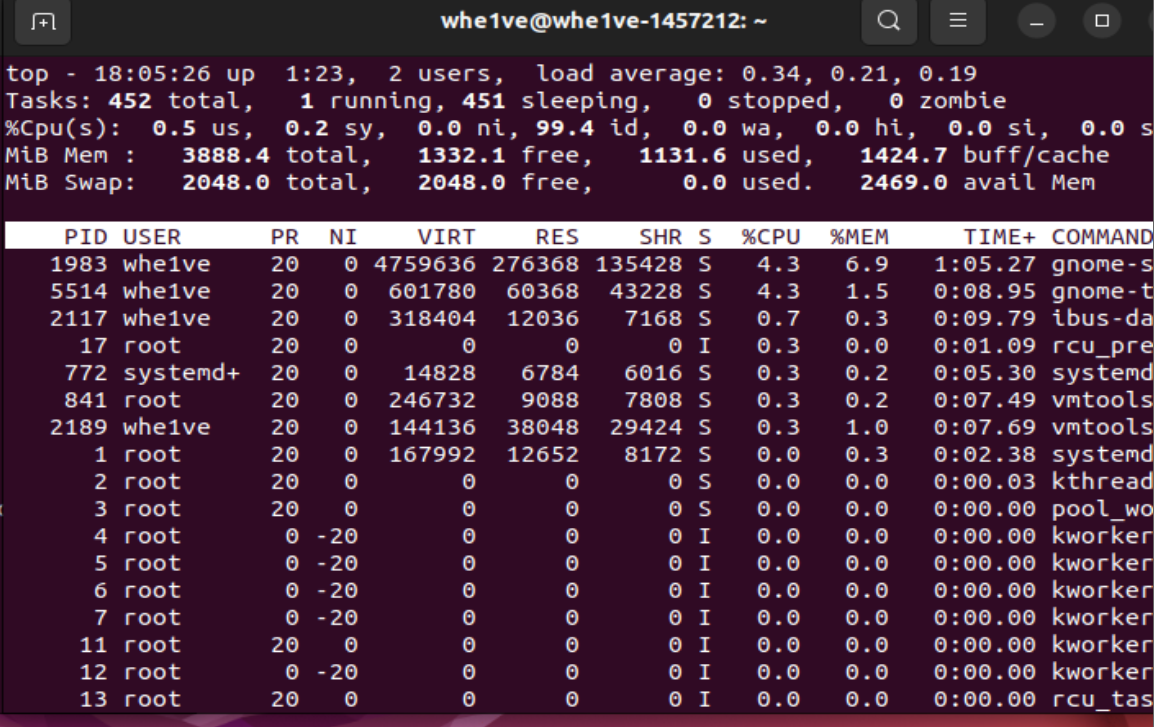 whe1ve@whe1ve-1457212: ~
top - 18:05:26 up  1:23,  2 users,  load average: 0.34, 0.21, 0.19
Tasks: 452 total,   1 running, 451 sleeping,   0 stopped,   0 zombie
%Cpu(s):  0.5 us,  0.2 sy,  0.0 ni, 99.4 id,  0.0 wa,  0.0 hi,  0.0 si,  0.0 s
MiB Mem :   3888.4 total,   1332.1 free,   1131.6 used,   1424.7 buff/cache
MiB Swap:   2048.0 total,   2048.0 free,      0.0 used.   2469.0 avail Mem
PID USER      PR  NI    VIRT    RES    SHR S  %CPU  %MEM     TIME+ COMMAND
1983 whe1ve    20   0 4759636 276368 135428 S   4.3   6.9   1:05.27 gnome-s
5514 whe1ve    20   0  601780  60368  43228 S   4.3   1.5   0:08.95 gnome-t
2117 whe1ve    20   0  318404  12036   7168 S   0.7   0.3   0:09.79 ibus-da
17 root      20   0       0      0      0 I   0.3   0.0   0:01.09 rcu_pre
772 systemd+  20   0   14828   6784   6016 S   0.3   0.2   0:05.30 systemd
841 root      20   0  246732   9088   7808 S   0.3   0.2   0:07.49 vmtools
2189 whe1ve    20   0  144136  38048  29424 S   0.3   1.0   0:07.69 vmtools
1 root      20   0  167992  12652   8172 S   0.0   0.3   0:02.38 systemd
2 root      20   0       0      0      0 S   0.0   0.0   0:00.03 kthread
3 root      20   0       0      0      0 S   0.0   0.0   0:00.00 pool_wo
4 root       0 -20       0      0      0 I   0.0   0.0   0:00.00 kworker
5 root       0 -20       0      0      0 I   0.0   0.0   0:00.00 kworker
6 root       0 -20       0      0      0 I   0.0   0.0   0:00.00 kworker
7 root       0 -20       0      0      0 I   0.0   0.0   0:00.00 kworker
11 root      20   0       0      0      0 I   0.0   0.0   0:00.00 kworker
12 root       0 -20       0      0      0 I   0.0   0.0   0:00.00 kworker
13 root      20   0       0      0      0 I   0.0   0.0   0:00.00 rcu_tas